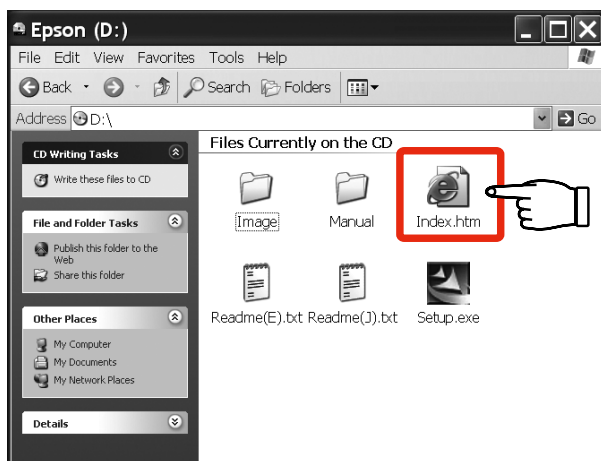 Epson (D:)
File Edit View Favorites Tools Help
Back Search Folders
Address D:\ Go
CD Writing Tasks
Write these files to CD
File and Folder Tasks
Publish this folder to the
Web
Share this folder
Other Places
My Computer
My Documents
My Network Places
Details
Files Currently on the CD
Image Manual Index.htm
Readme(E).txt Readme(J).txt Setup.exe